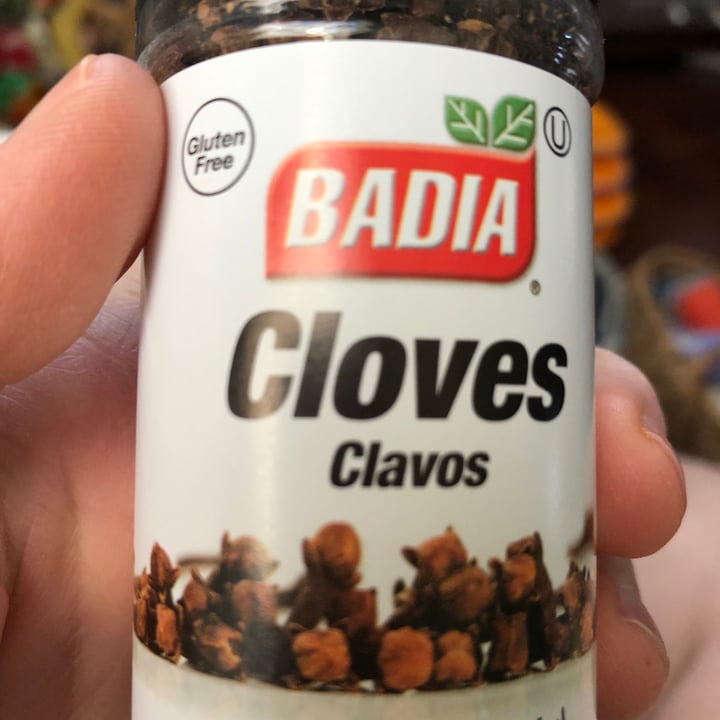 Gluten
Free
BADIA
®
U
Cloves
Clavos